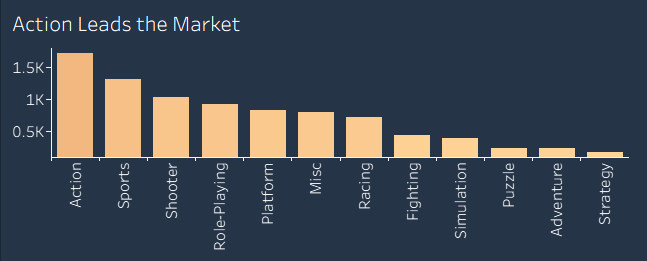 Action Leads the Market
1.5K
1K
0.5K
Action
Sports
Shooter
Role-Playing
Platform
Misc
Racing
Fighting
Simulation
Puzzle
Adventure
Strategy